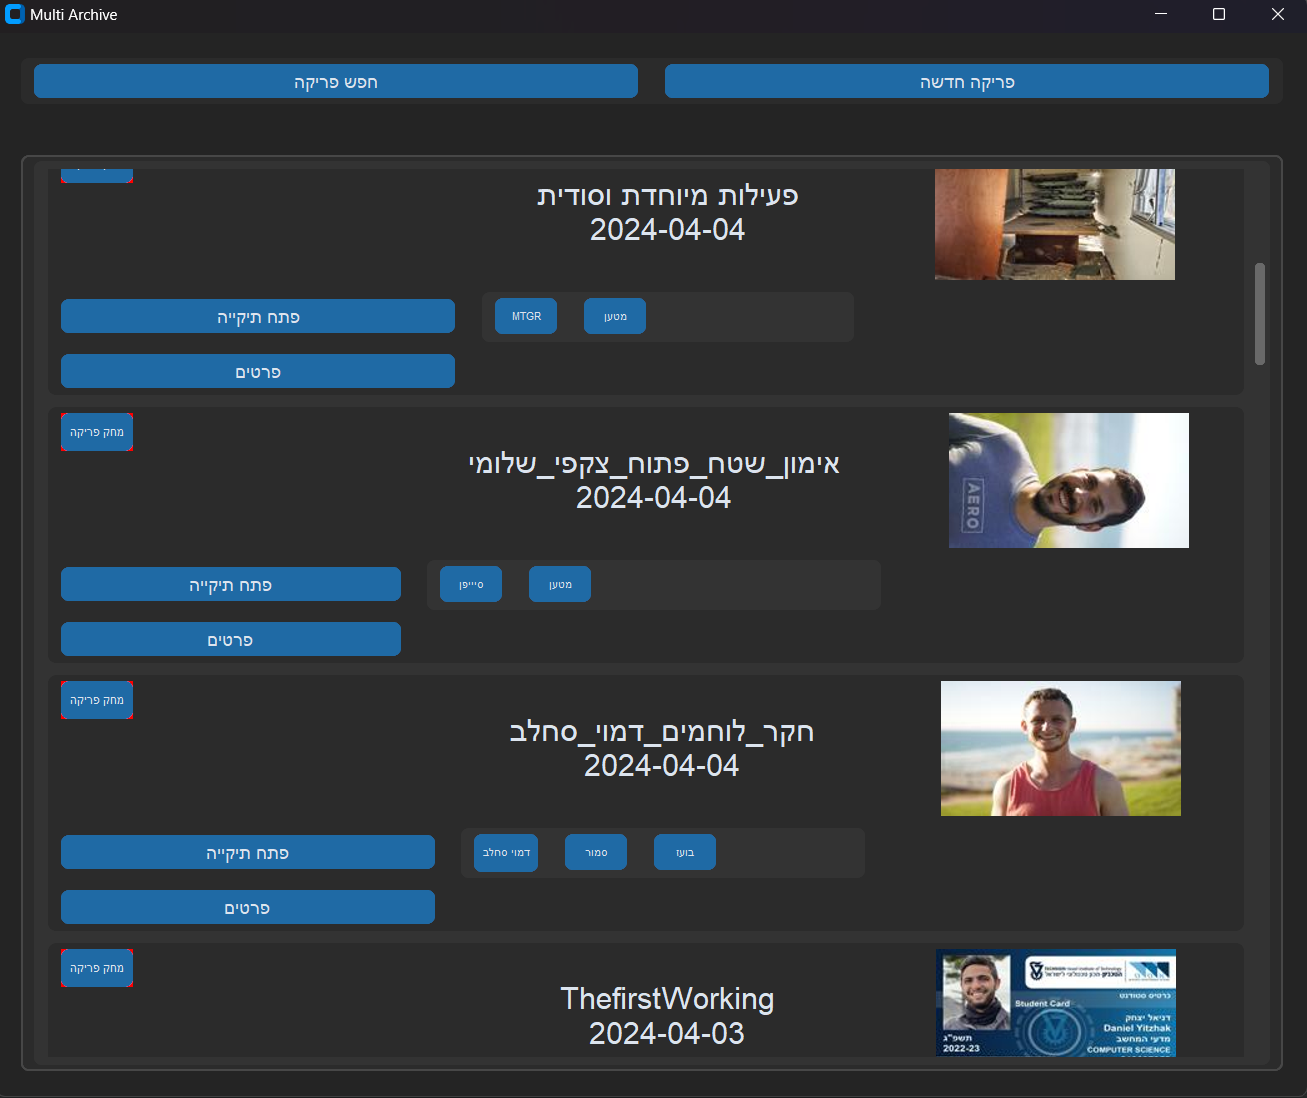 Multi Archive
פריקה חדשה
חפש פריקה
פעילות מיוחדת וסודית
2024-04-04
מטען
MTGR
פתח תיקייה
פרטים
מחק פריקה
אימון_שטח_פתוח_צקפי_שלומי
2024-04-04
AERO
מטען
סייפן
פתח תיקייה
פרטים
מחק פריקה
חקר_לוחמים_דמוי_סחלב
2024-04-04
בועז
סמור
דמוי סחלב
פתח תיקייה
פרטים
מחק פריקה
ThefirstWorking
2024-04-03
הטכניון מכון טכנולוגי לישראל
כרטיס סטודנט
Student Card
דניאל יצחק
Daniel Yitzhak
מדעי המחשב
COMPUTER SCIENCE
תשפ"ג
2022-23